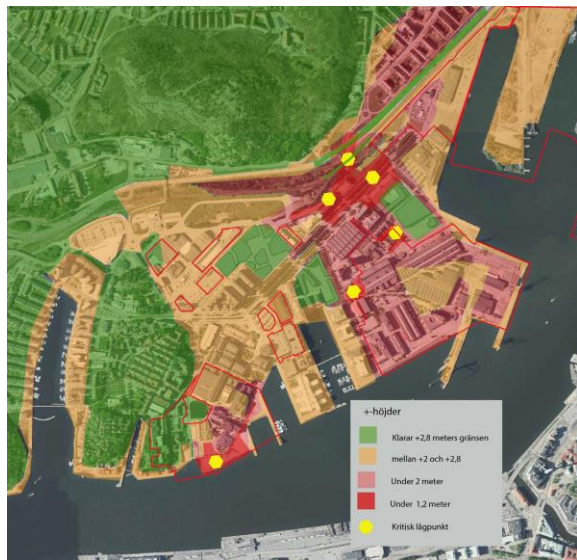 +-höjder
Klarar +2,8 meters gränsen
mellan +2 och +2,8
Under 2 meter
Under 1,2 meter
Kritisk lågpunkt